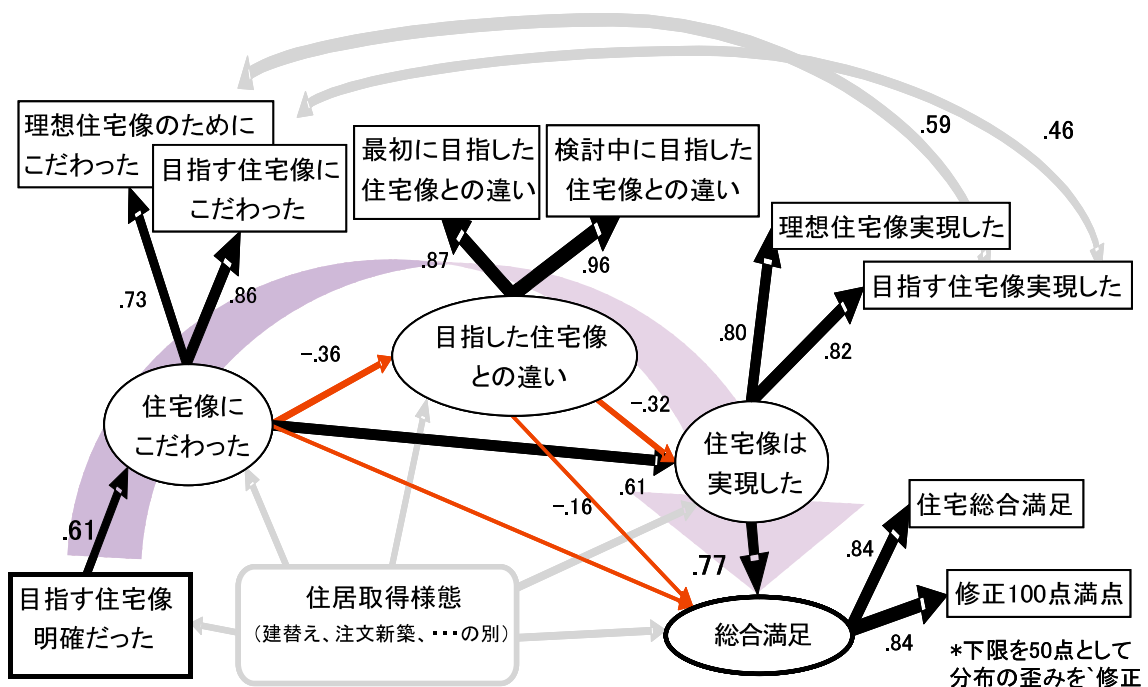 .59
.46
理想住宅像のために
こだわった
目指す住宅像に
こだわった
最初に目指した
住宅像との違い
検討中に目指した
住宅像との違い
理想住宅像実現した
目指す住宅像実現した
.73
.86
.87
.96
.80
.82
-.36
目指した住宅像
との違い
-.32
住宅像に
こだわった
住宅像は
実現した
.61
-.16
.61
.77
住宅総合満足
.84
目指す住宅像
明確だった
住居取得様態
(建替え、注文新築、・・・の別)
総合満足
修正100点満点
.84
*下限を50点として
分布の歪みを`修正